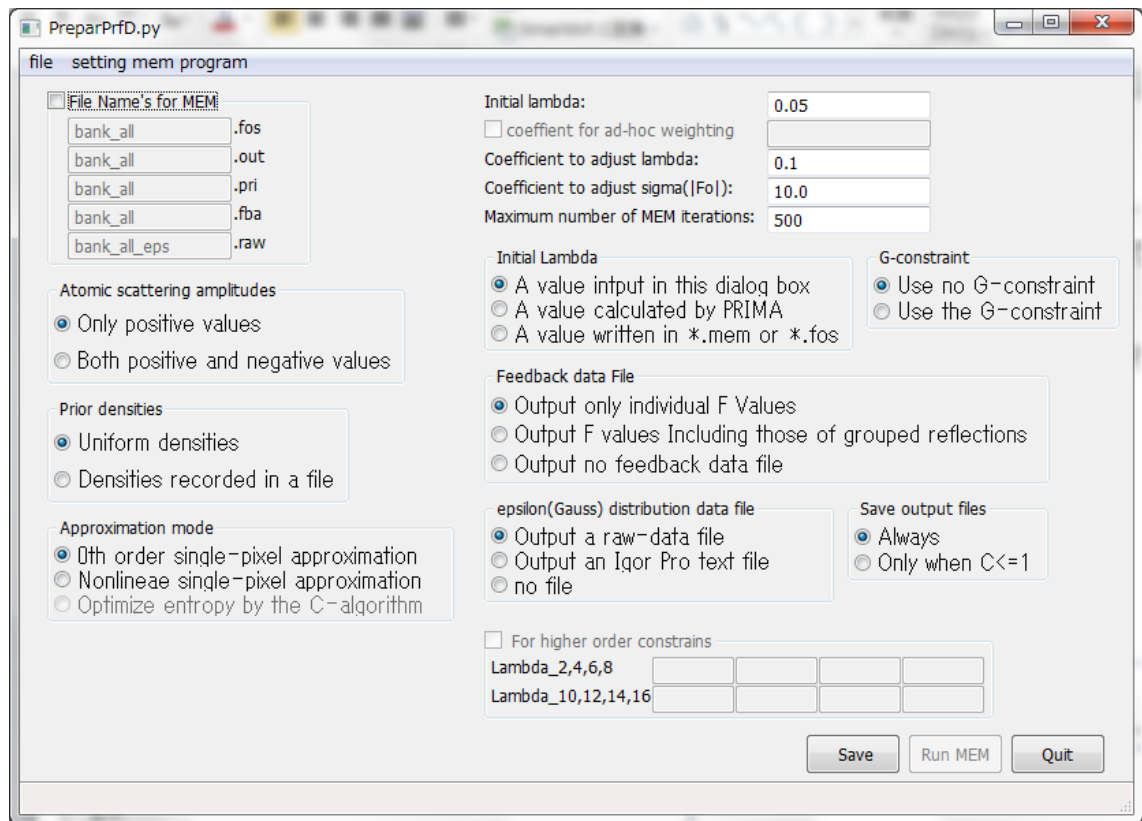 PreparPrfD.py
file setting mem program
File Name's for MEM
bank_all .fos
bank_all .out
bank_all .pri
bank_all .fba
bank_all_eps .raw
Atomic scattering amplitudes
Only positive values
Both positive and negative values
Prior densities
Uniform densities
Densities recorded in a file
Approximation mode
0th order single-pixel approximation
Nonlineae single-pixel approximation
Optimize entropy by the C-algorithm
Initial lambda: 0.05
coeffient for ad-hoc weighting
Coefficient to adjust lambda: 0.1
Coefficient to adjust sigma(|Fo|): 10.0
Maximum number of MEM iterations: 500
Initial Lambda
A value intput in this dialog box
A value calculated by PRIMA
A value written in *.mem or *.fos
G-constraint
Use no G-constraint
Use the G-constraint
Feedback data File
Output only individual F Values
Output F values Including those of grouped reflections
Output no feedback data file
epsilon(Gauss) distribution data file
Output a raw-data file
Output an Igor Pro text file
no file
Save output files
Always
Only when C<=1
For higher order constrains
Lambda_2,4,6,8
Lambda_10,12,14,16
Save Run MEM Quit